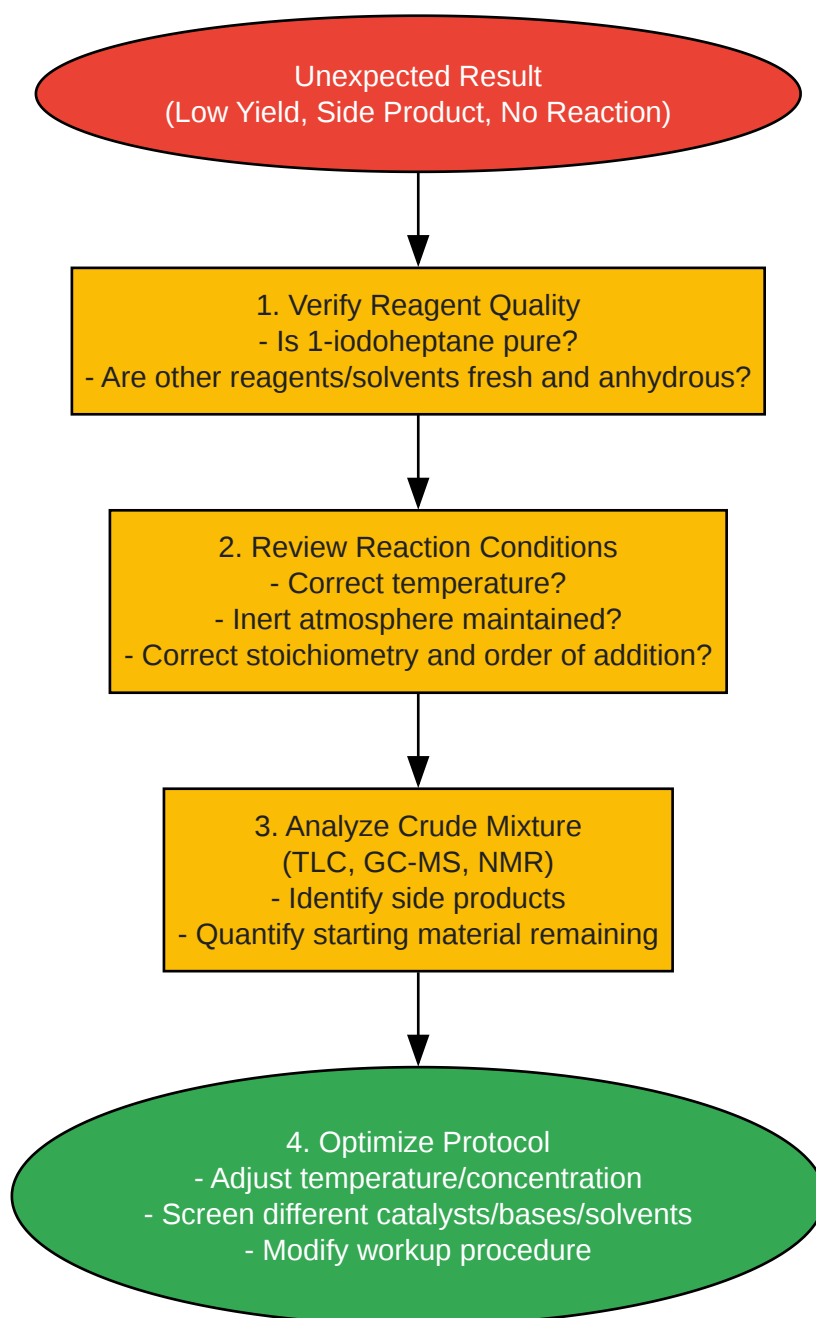 Unexpected Result
(Low Yield, Side Product, No Reaction)
1. Verify Reagent Quality
- Is 1-iodoheptane pure?
- Are other reagents/solvents fresh and anhydrous?
2. Review Reaction Conditions
- Correct temperature?
- Inert atmosphere maintained?
- Correct stoichiometry and order of addition?
3. Analyze Crude Mixture
(TLC, GC-MS, NMR)
- Identify side products
- Quantify starting material remaining
4. Optimize Protocol
- Adjust temperature/concentration
- Screen different catalysts/bases/solvents
- Modify workup procedure